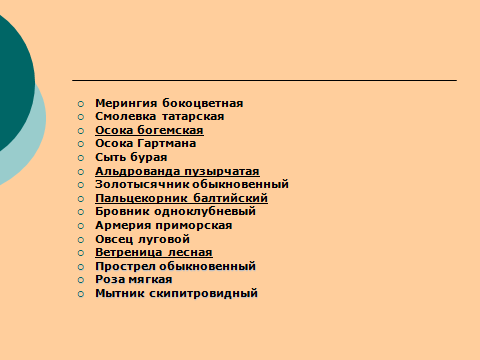 Мерингия бокоцветная
Смолевка татарская
Осока богемская
Осока Гартмана
Сыть бурая
Альдрованда пузырчатая
Золотысячник обыкновенный
Пальцекорник балтийский
Бровник одноклубневый
Армерия приморская
Овсец луговой
Ветреница лесная
Прострел обыкновенный
Роза мягкая
Мытник скипитровидный